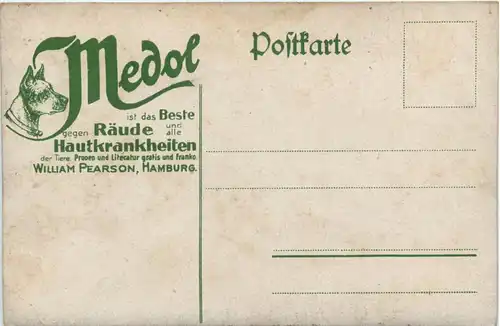 Medol
Postkarte
ist das Beste
gegen Räude und alle
Hautkrankheiten
der Tiere. Proben und Literatur gratis und franko.
WILLIAM PEARSON, HAMBURG.